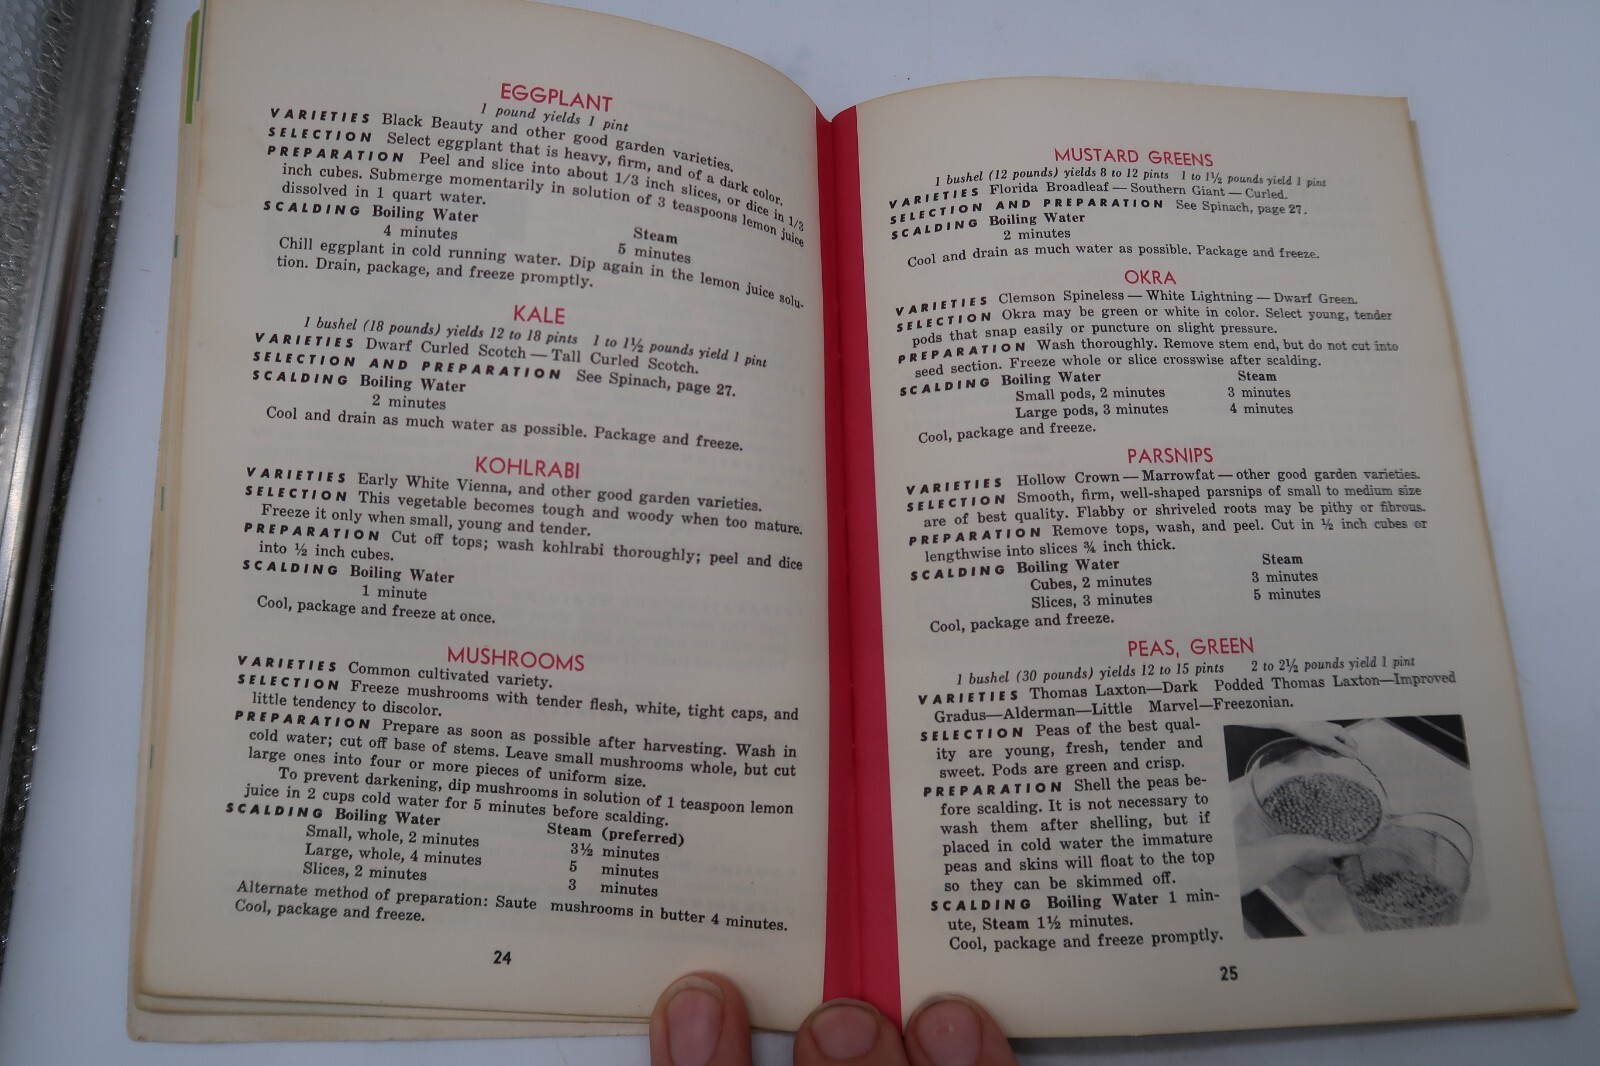 EGGPLANT
1 pound yields 1 pint
VARIETIES Black Beauty and other good garden varieties.
SELECTION Select eggplant that is heavy, firm, and of a dark color.
PREPARATION Peel and slice into about 1/3 inch slices, or dice in 1/3
inch cubes. Submerge momentarily in solution of 3 teaspoons lemon juice
dissolved in 1 quart water.
SCALDING Boiling Water Steam
4 minutes 5 minutes
Chill eggplant in cold running water. Dip again in the lemon juice solu-
tion. Drain, package, and freeze promptly.
KALE
1 bushel (18 pounds) yields 12 to 18 pints 1 to 1½ pounds yield 1 pint
VARIETIES Dwarf Curled Scotch — Tall Curled Scotch.
SELECTION AND PREPARATION See Spinach, page 27.
SCALDING Boiling Water
2 minutes
Cool and drain as much water as possible. Package and freeze.
KOHLRABI
VARIETIES Early White Vienna, and other good garden varieties.
SELECTION This vegetable becomes tough and woody when too mature.
Freeze it only when small, young and tender.
PREPARATION Cut off tops; wash kohlrabi thoroughly; peel and dice
into ½ inch cubes.
SCALDING Boiling Water
1 minute
Cool, package and freeze at once.
MUSHROOMS
VARIETIES Common cultivated variety.
SELECTION Freeze mushrooms with tender flesh, white, tight caps, and
little tendency to discolor.
PREPARATION Prepare as soon as possible after harvesting. Wash in
cold water; cut off base of stems. Leave small mushrooms whole, but cut
large ones into four or more pieces of uniform size.
To prevent darkening, dip mushrooms in solution of 1 teaspoon lemon
juice in 2 cups cold water for 5 minutes before scalding.
SCALDING Boiling Water Steam (preferred)
Small, whole, 2 minutes 3½ minutes
Large, whole, 4 minutes 5 minutes
Slices, 2 minutes 3 minutes
Alternate method of preparation: Saute mushrooms in butter 4 minutes.
Cool, package and freeze.
24
MUSTARD GREENS
1 bushel (12 pounds) yields 8 to 12 pints 1 to 1½ pounds yield 1 pint
VARIETIES Florida Broadleaf — Southern Giant — Curled.
SELECTION AND PREPARATION See Spinach, page 27.
SCALDING Boiling Water
2 minutes
Cool and drain as much water as possible. Package and freeze.
OKRA
VARIETIES Clemson Spineless — White Lightning — Dwarf Green.
SELECTION Okra may be green or white in color. Select young, tender
pods that snap easily or puncture on slight pressure.
PREPARATION Wash thoroughly. Remove stem end, but do not cut into
seed section. Freeze whole or slice crosswise after scalding.
SCALDING Boiling Water Steam
Small pods, 2 minutes 3 minutes
Large pods, 3 minutes 4 minutes
Cool, package and freeze.
PARSNIPS
VARIETIES Hollow Crown — Marrowfat — other good garden varieties.
SELECTION Smooth, firm, well-shaped parsnips of small to medium size
are of best quality. Flabby or shriveled roots may be pithy or fibrous.
PREPARATION Remove tops, wash, and peel. Cut in ½ inch cubes or
lengthwise into slices ¾ inch thick.
SCALDING Boiling Water Steam
Cubes, 2 minutes 3 minutes
Slices, 3 minutes 5 minutes
Cool, package and freeze.
PEAS, GREEN
1 bushel (30 pounds) yields 12 to 15 pints 2 to 2½ pounds yield 1 pint
VARIETIES Thomas Laxton—Dark Podded Thomas Laxton—Improved
Gradus—Alderman—Little Marvel—Freezonian.
SELECTION Peas of the best qual-
ity are young, fresh, tender and
sweet. Pods are green and crisp.
PREPARATION Shell the peas be-
fore scalding. It is not necessary to
wash them after shelling, but if
placed in cold water the immature
peas and skins will float to the top
so they can be skimmed off.
SCALDING Boiling Water 1 min-
ute, Steam 1½ minutes.
Cool, package and freeze promptly.
25